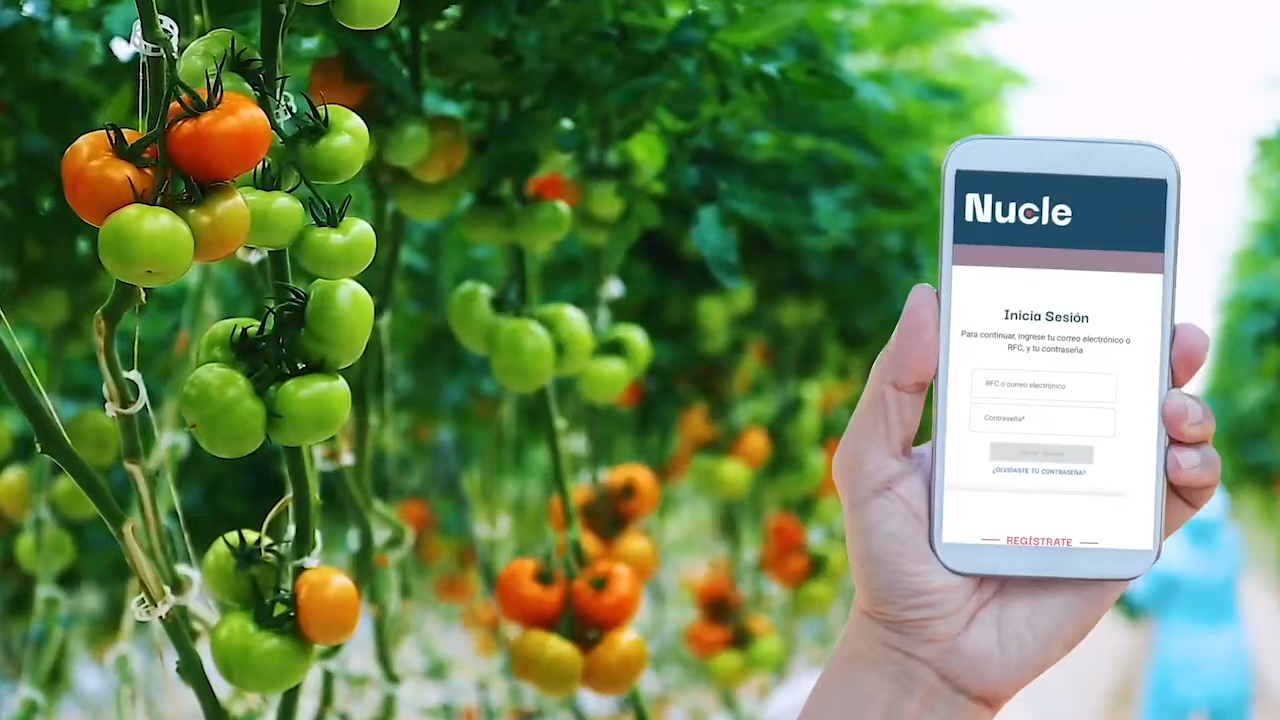 Nucle
Inicia Sesión
Para continuar, ingrese tu correo electrónico o
RFC, y tu contraseña
RFC o correo electrónico
Contraseña*
¿OLVIDASTE TU CONTRASEÑA?
REGÍSTRATE